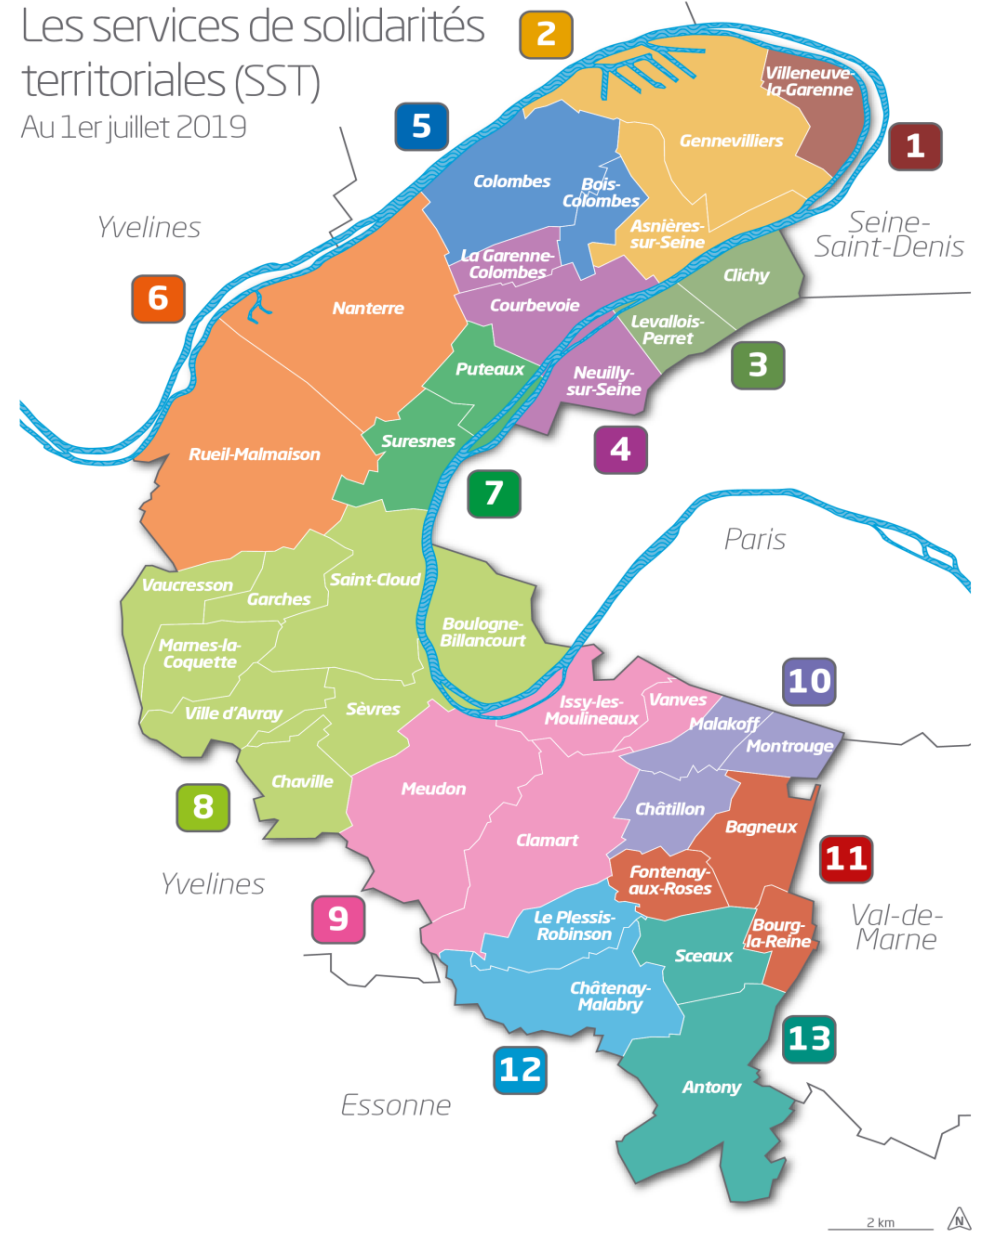 Les services de solidarités
territoriales (SST)
Au 1er juillet 2019
2
5
1
6
3
4
7
10
8
11
9
13
12
Yvelines
Seine-
Saint-Denis
Paris
Yvelines
Val-de-
Marne
Essonne
Villeneuve-
la-Garenne
Gennevilliers
Colombes
Bois-
Colombes
Asnières-
sur-Seine
La Garenne-
Colombes
Clichy
Nanterre
Courbevoie
Levallois-
Perret
Puteaux
Neuilly-
sur-Seine
Suresnes
Rueil-Malmaison
Vaucresson
Garches
Saint-Cloud
Boulogne-
Billancourt
Marnes-la-
Coquette
Ville d'Avray
Sèvres
Issy-les-
Moulineaux
Vanves
Malakoff
Montrouge
Chaville
Meudon
Châtillon
Bagneux
Clamart
Fontenay-
aux-Roses
Le Plessis-
Robinson
Bourg-
la-Reine
Sceaux
Châtenay-
Malabry
Antony
2 km
N